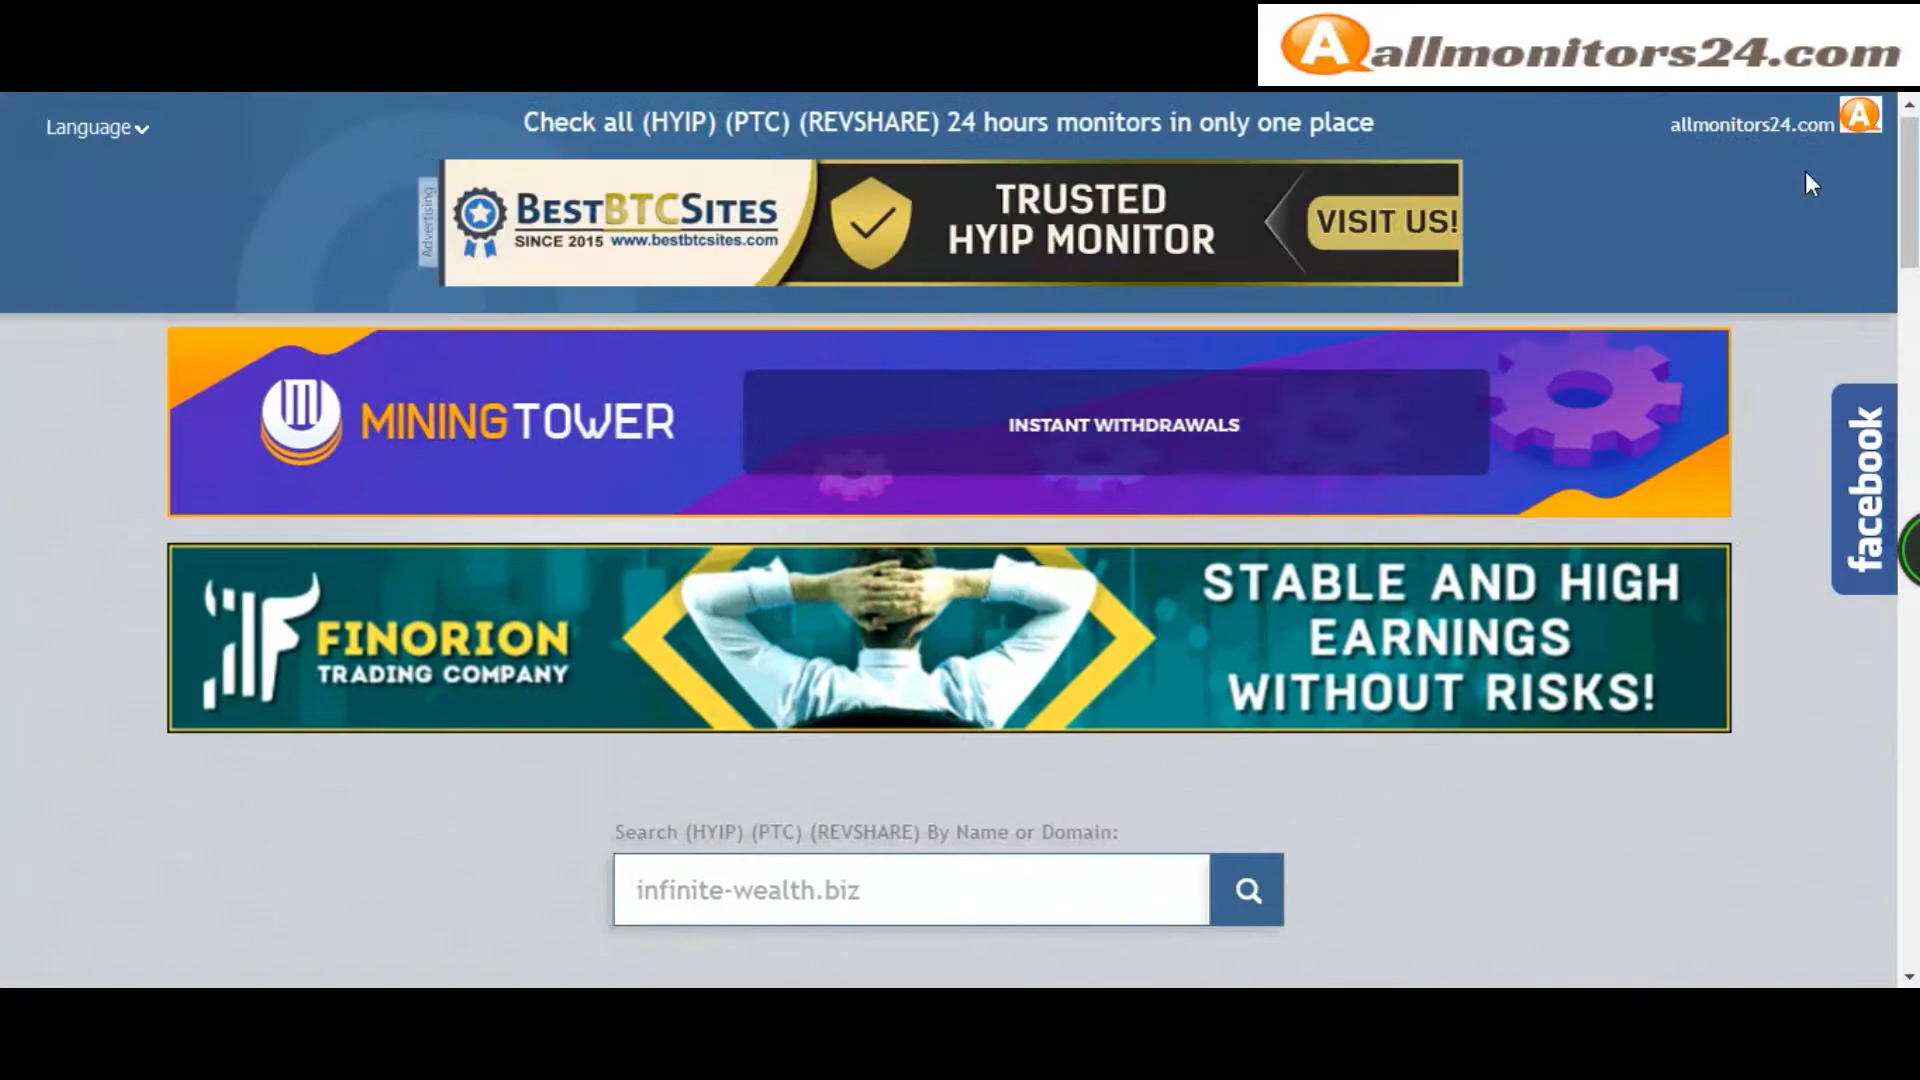 allmonitors24.com
Language
Check all (HYIP) (PTC) (REVSHARE) 24 hours monitors in only one place
allmonitors24.com
Advertising
BESTBTCSITES
SINCE 2015 www.bestbtcsites.com
TRUSTED
HYIP MONITOR
VISIT US!
MININGTOWER
INSTANT WITHDRAWALS
facebook
FINORION
TRADING COMPANY
STABLE AND HIGH
EARNINGS
WITHOUT RISKS!
Search (HYIP) (PTC) (REVSHARE) By Name or Domain:
infinite-wealth.biz